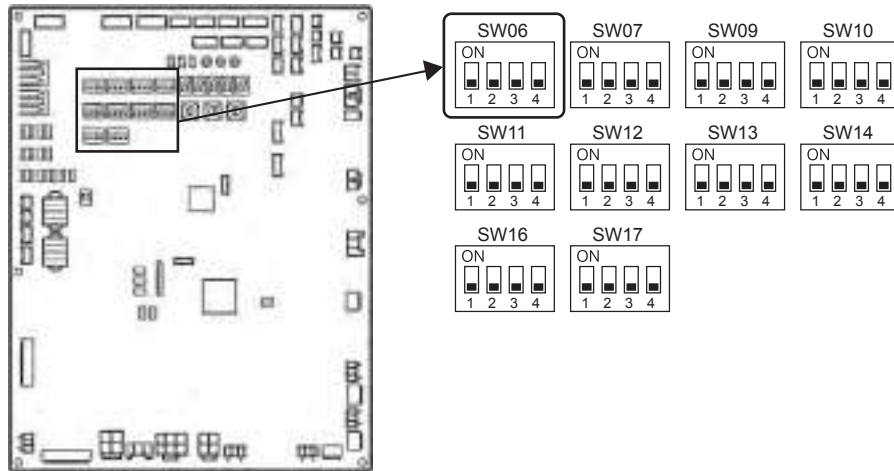 SW06 SW07 SW09 SW10
ON ON ON ON
1 2 3 4 1 2 3 4 1 2 3 4 1 2 3 4
SW11 SW12 SW13 SW14
ON ON ON ON
1 2 3 4 1 2 3 4 1 2 3 4 1 2 3 4
SW16 SW17
ON ON
1 2 3 4 1 2 3 4